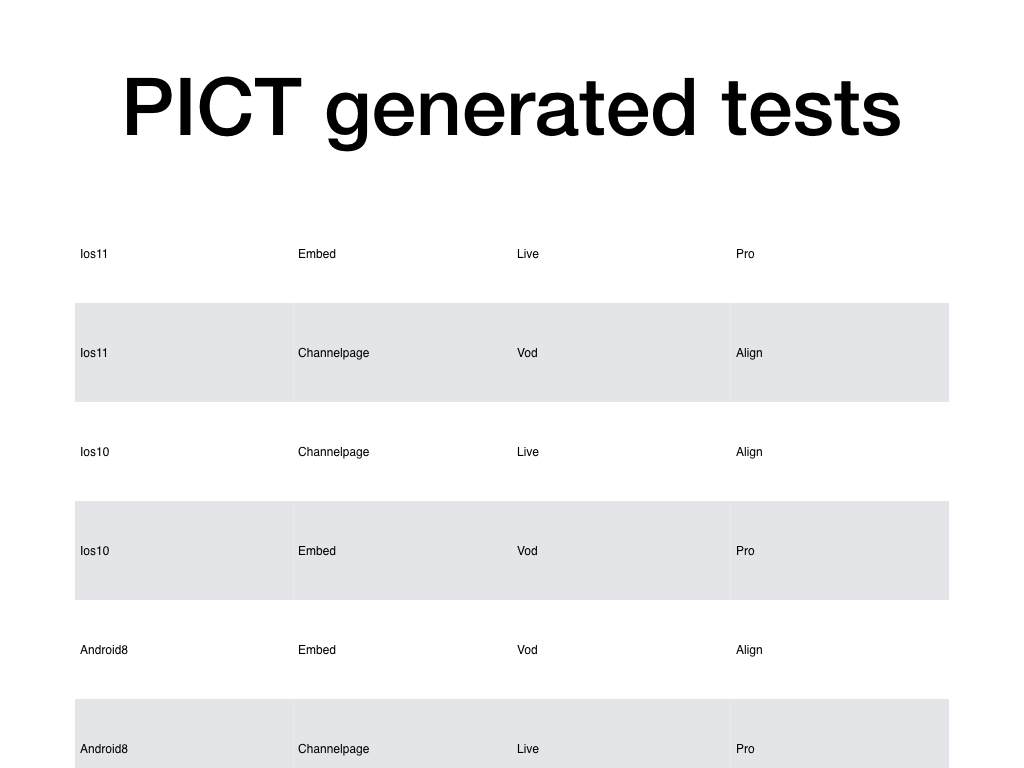 PICT generated tests
Ios11 Embed Live Pro
Ios11 Channelpage Vod Align
Ios10 Channelpage Live Align
Ios10 Embed Vod Pro
Android8 Embed Vod Align
Android8 Channelpage Live Pro